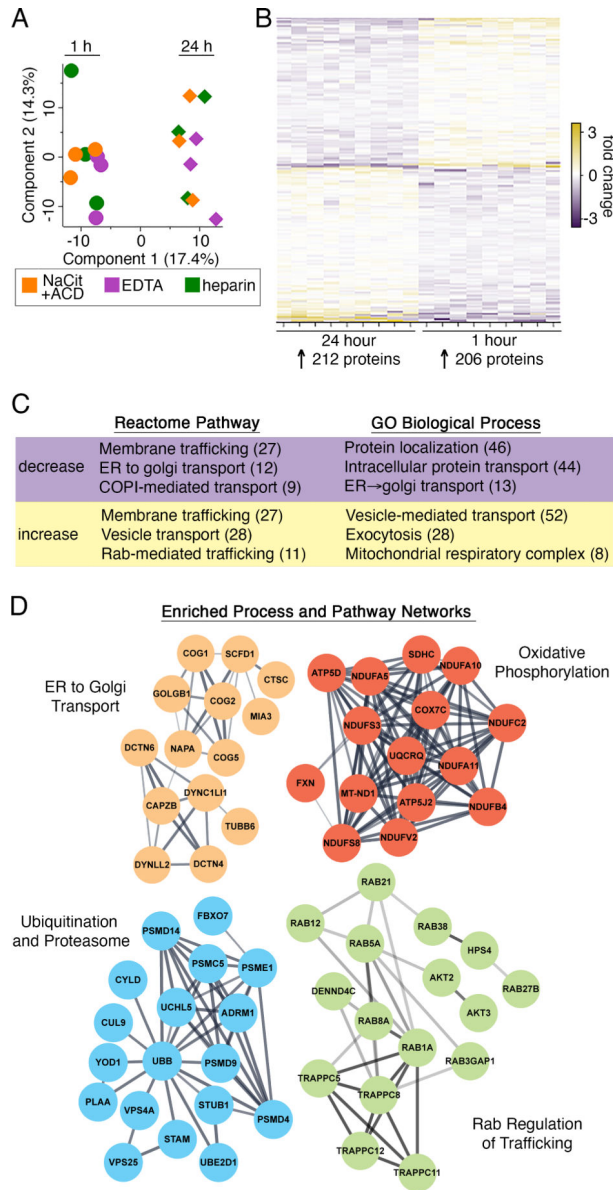 A
1 h
24 h
Component 2 (14.3%)
10
0
-10
-10
0
10
Component 1 (17.4%)
NaCit
+ACD
EDTA
heparin
B
3
0
-3
fold change
24 hour
↑ 212 proteins
1 hour
↑ 206 proteins
C
Reactome Pathway
GO Biological Process
decrease
Membrane trafficking (27)
ER to golgi transport (12)
COPI-mediated transport (9)
Protein localization (46)
Intracellular protein transport (44)
ER→golgi transport (13)
increase
Membrane trafficking (27)
Vesicle transport (28)
Rab-mediated trafficking (11)
Vesicle-mediated transport (52)
Exocytosis (28)
Mitochondrial respiratory complex (8)
D
Enriched Process and Pathway Networks
ER to Golgi
Transport
COG1
SCFD1
CTSC
GOLGB1
COG2
MIA3
DCTN6
NAPA
COG5
DYNC1LI1
CAPZB
TUBB6
DYNLL2
DCTN4
Oxidative
Phosphorylation
SDHC
ATP5D
NDUFA5
NDUFA10
COX7C
NDUFS3
NDUFC2
UQCRQ
NDUFA11
FXN
MT-ND1
ATP5J2
NDUFB4
NDUFS8
NDUFV2
Ubiquitination
and Proteasome
FBXO7
PSMD14
PSMC5
PSME1
CYLD
UCHL5
ADRM1
CUL9
YOD1
UBB
PSMD9
PLAA
VPS4A
STUB1
PSMD4
STAM
VPS25
UBE2D1
RAB21
RAB12
RAB38
RAB5A
HPS4
DENND4C
AKT2
RAB27B
RAB8A
AKT3
RAB1A
RAB3GAP1
TRAPPC5
TRAPPC8
TRAPPC12
TRAPPC11
Rab Regulation
of Trafficking